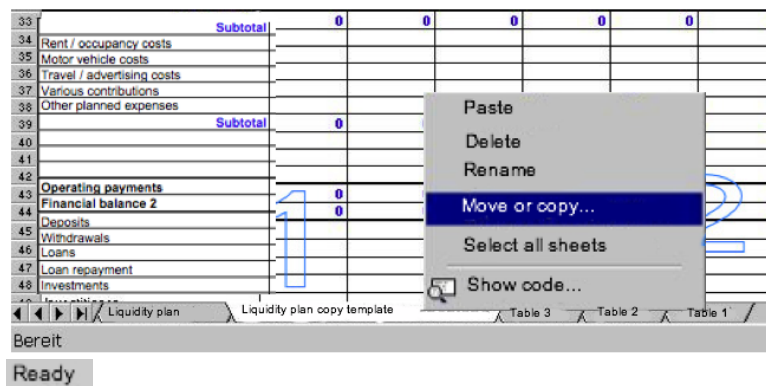 33 Subtotal 0 0 0 0 0
34 Rent / occupancy costs
35 Motor vehicle costs
36 Travel / advertising costs
37 Various contributions
38 Other planned expenses
39 Subtotal 0
40
41
42
43 Operating payments 0
44 Financial balance 2 0
Deposits
45 Withdrawals
46 Loans
47 Loan repayment
48 Investments
1
2
Paste
Delete
Rename
Move or copy...
Select all sheets
Show code...
Liquidity plan Liquidity plan copy template Table 3 Table 2 Table 1
Bereit
Ready